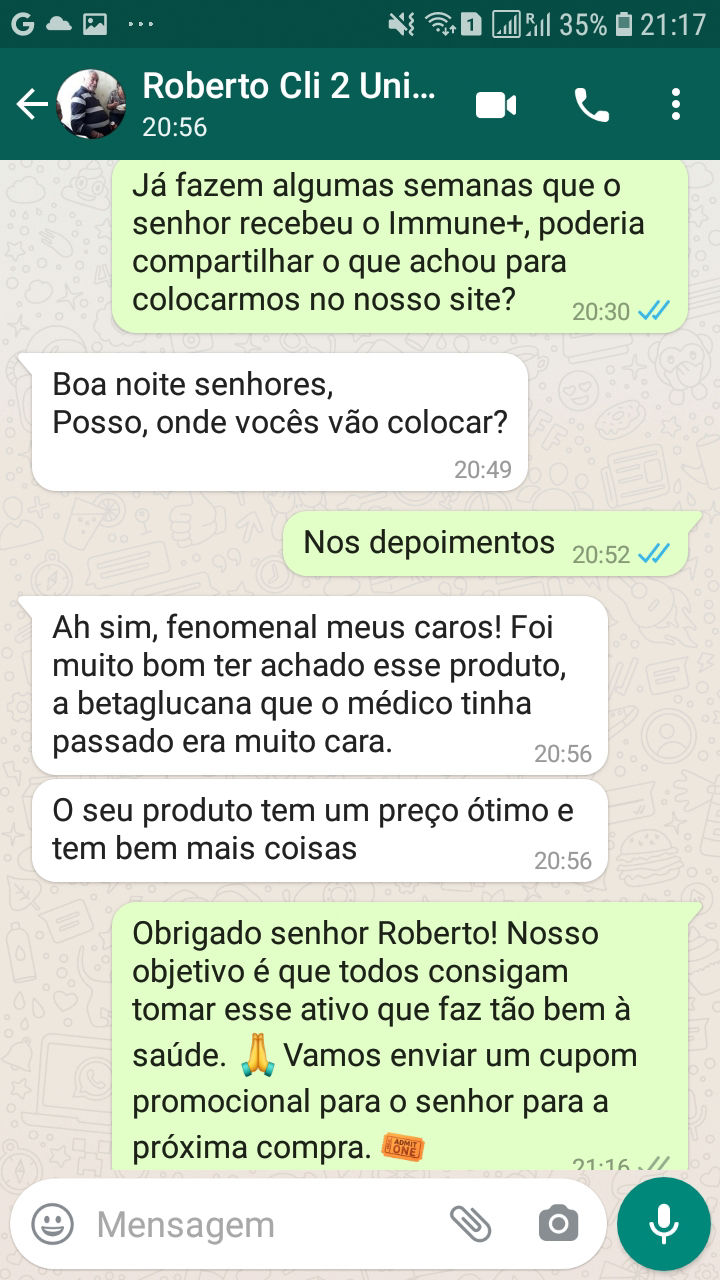 G 1 R 35% 21:17
Roberto Cli 2 Uni...
20:56
Já fazem algumas semanas que o
senhor recebeu o Immune+, poderia
compartilhar o que achou para
colocarmos no nosso site?
20:30
Boa noite senhores,
Posso, onde vocês vão colocar?
20:49
Nos depoimentos 20:52
Ah sim, fenomenal meus caros! Foi
muito bom ter achado esse produto,
a betaglucana que o médico tinha
passado era muito cara.
20:56
O seu produto tem um preço ótimo e
tem bem mais coisas
20:56
Obrigado senhor Roberto! Nosso
objetivo é que todos consigam
tomar esse ativo que faz tão bem à
saúde. 🙏 Vamos enviar um cupom
promocional para o senhor para a
próxima compra. 🎟️
ADMIT ONE
21:16
Mensagem